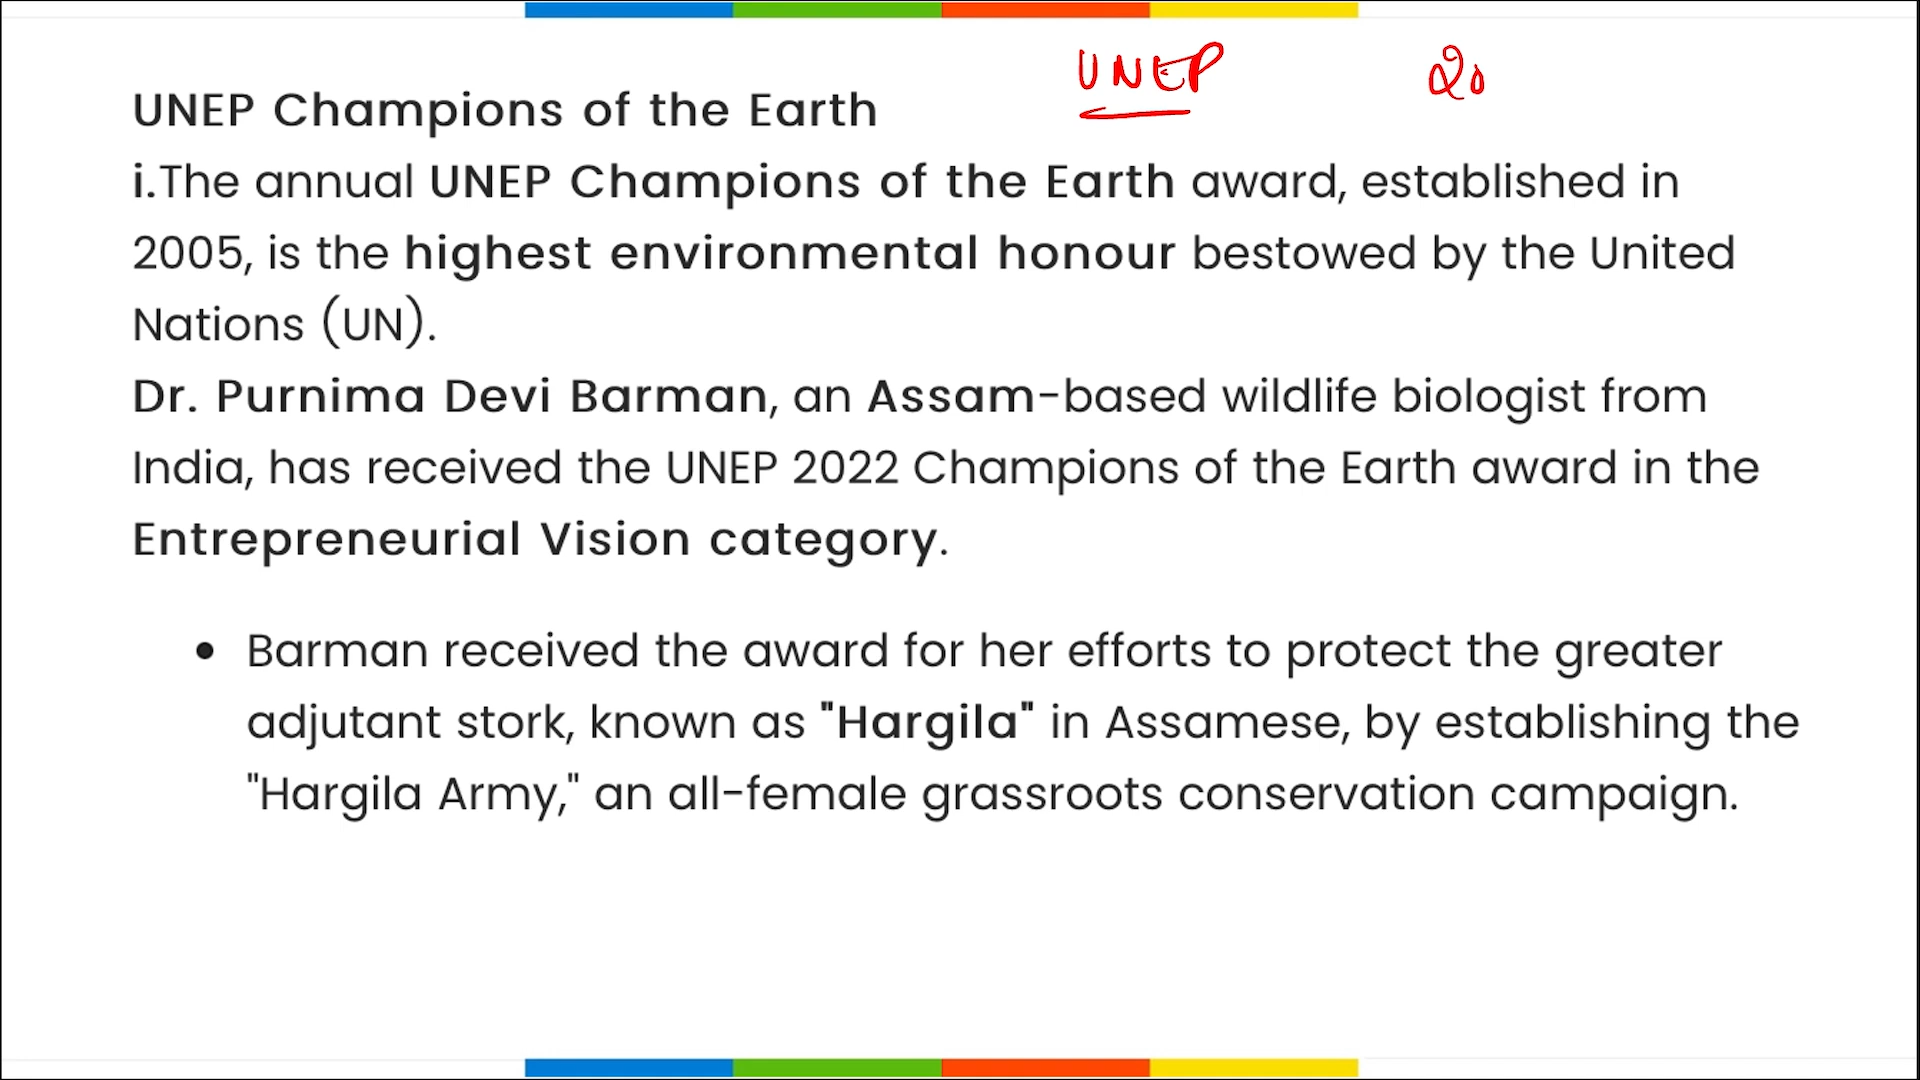 UNEP 20
UNEP Champions of the Earth
i.The annual UNEP Champions of the Earth award, established in
2005, is the highest environmental honour bestowed by the United
Nations (UN).
Dr. Purnima Devi Barman, an Assam-based wildlife biologist from
India, has received the UNEP 2022 Champions of the Earth award in the
Entrepreneurial Vision category.
• Barman received the award for her efforts to protect the greater
adjutant stork, known as "Hargila" in Assamese, by establishing the
"Hargila Army," an all-female grassroots conservation campaign.